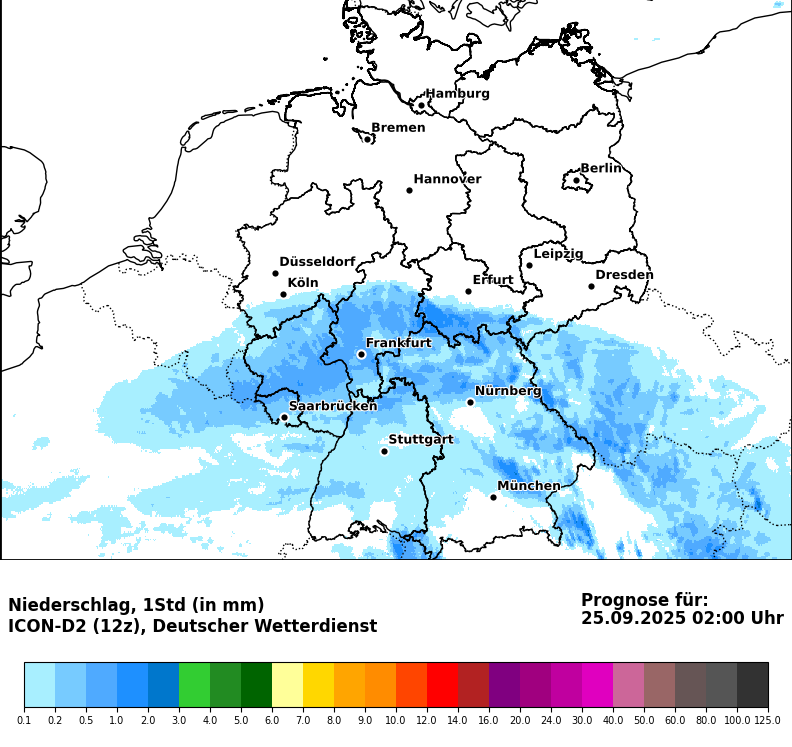 Hamburg
Bremen
Berlin
Hannover
Leipzig
Düsseldorf
Dresden
Köln
Erfurt
Frankfurt
Nürnberg
Saarbrücken
Stuttgart
München
Niederschlag, 1Std (in mm)
ICON-D2 (12z), Deutscher Wetterdienst
Prognose für:
25.09.2025 02:00 Uhr
0.1 0.2 0.5 1.0 2.0 3.0 4.0 5.0 6.0 7.0 8.0 9.0 10.0 12.0 14.0 16.0 20.0 24.0 30.0 40.0 50.0 60.0 80.0 100.0 125.0